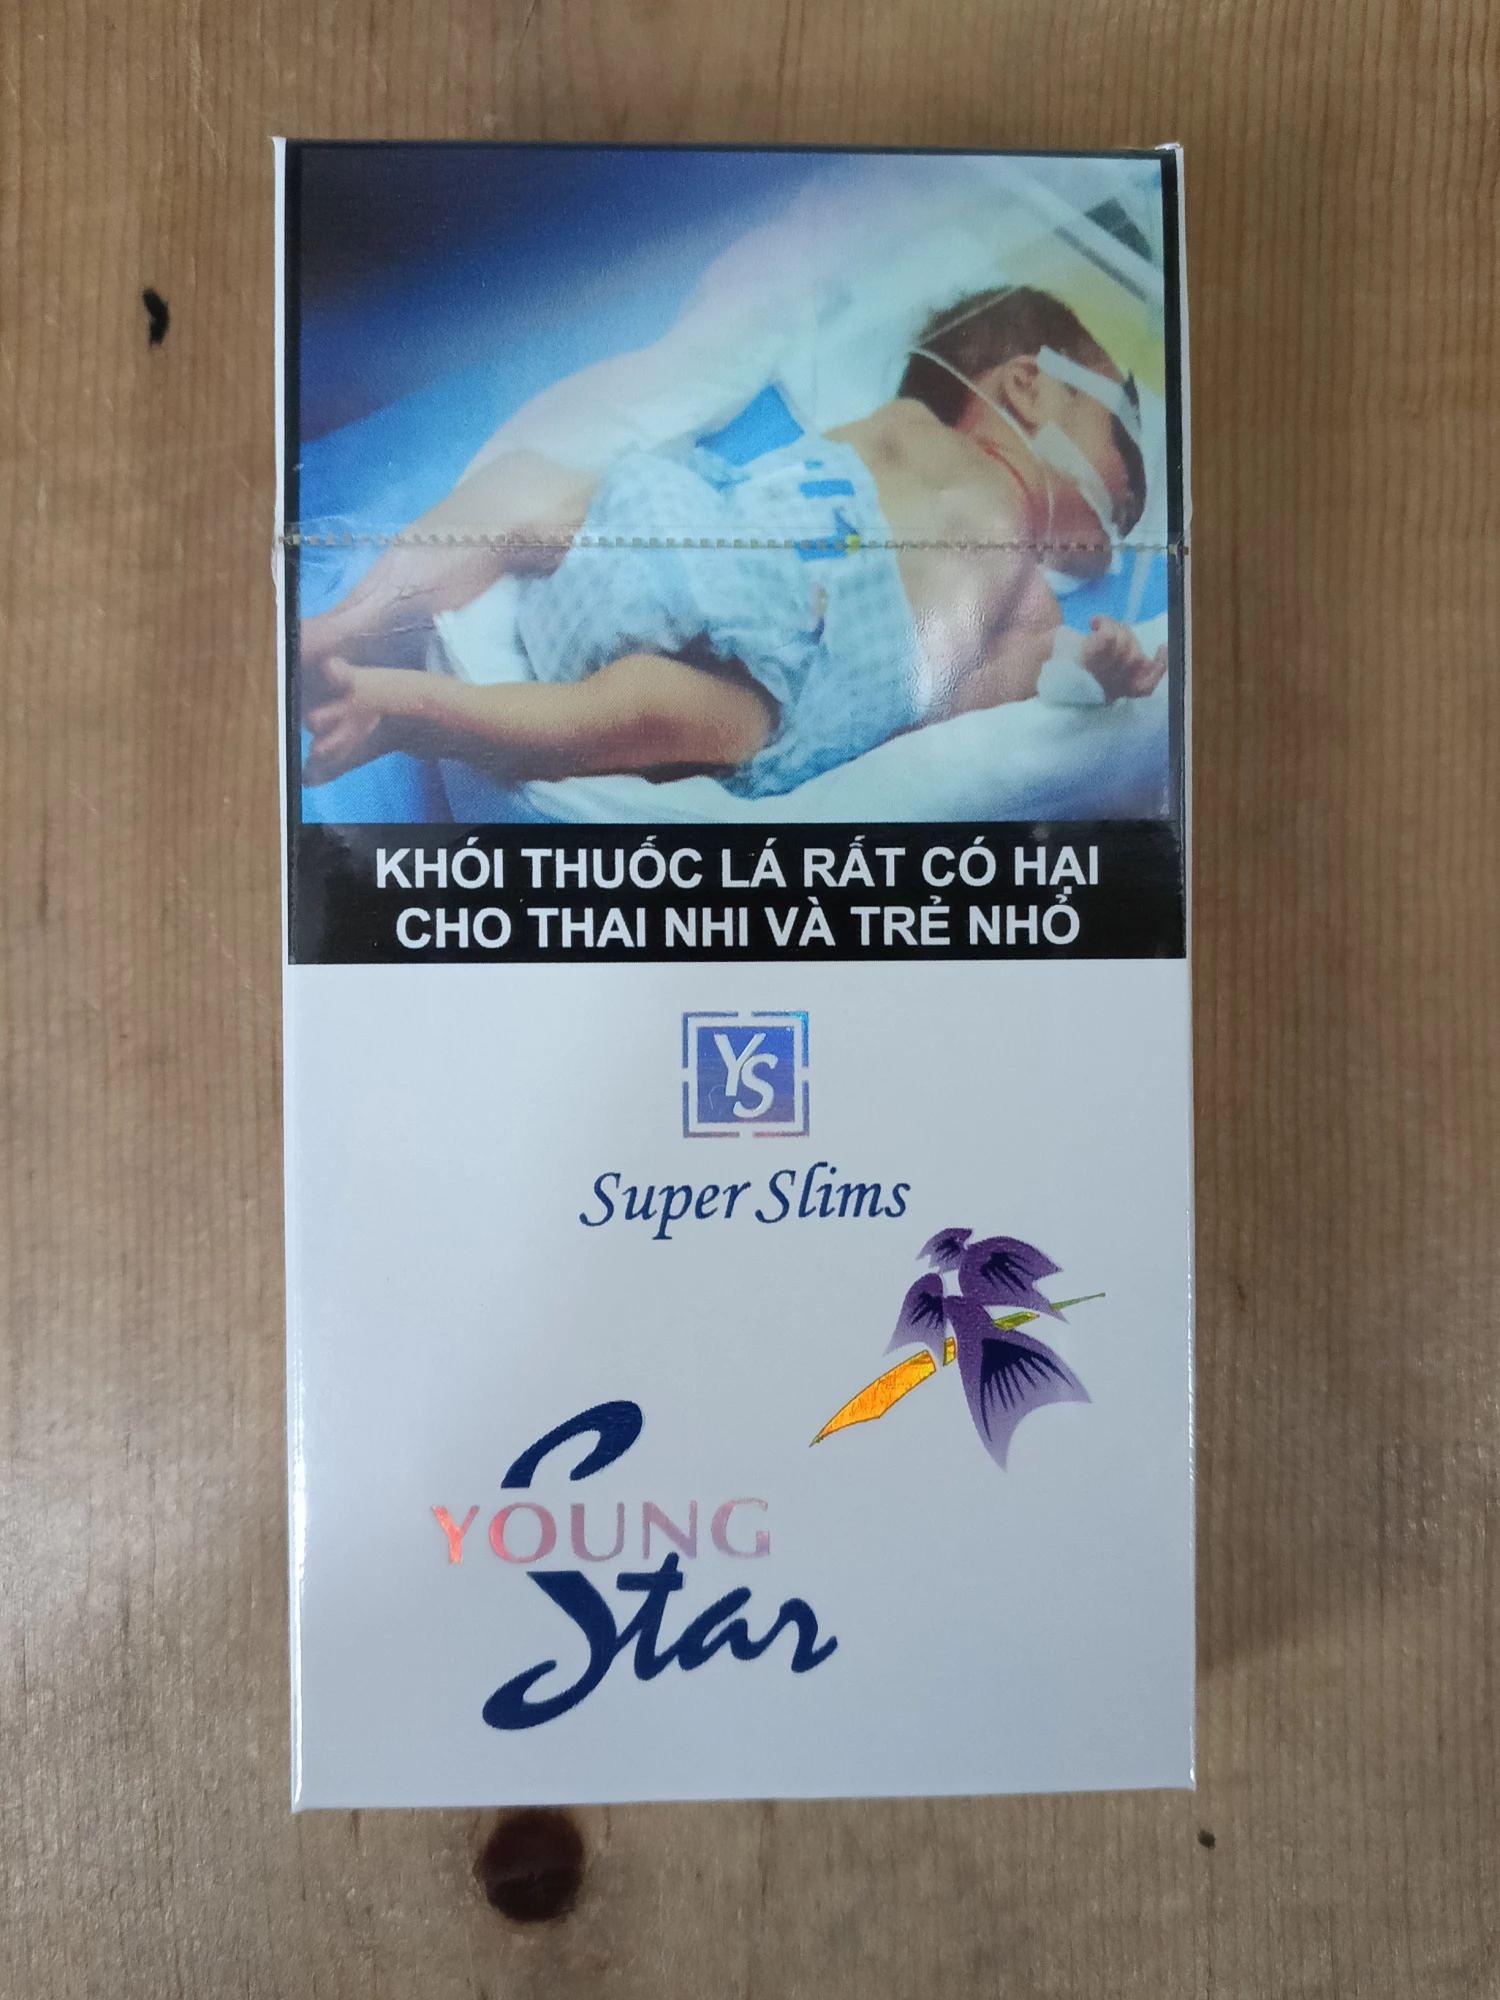 KHÓI THUỐC LÁ RẤT CÓ HẠI
CHO THAI NHI VÀ TRẺ NHỎ
YS
Super Slims
YOUNG
Star